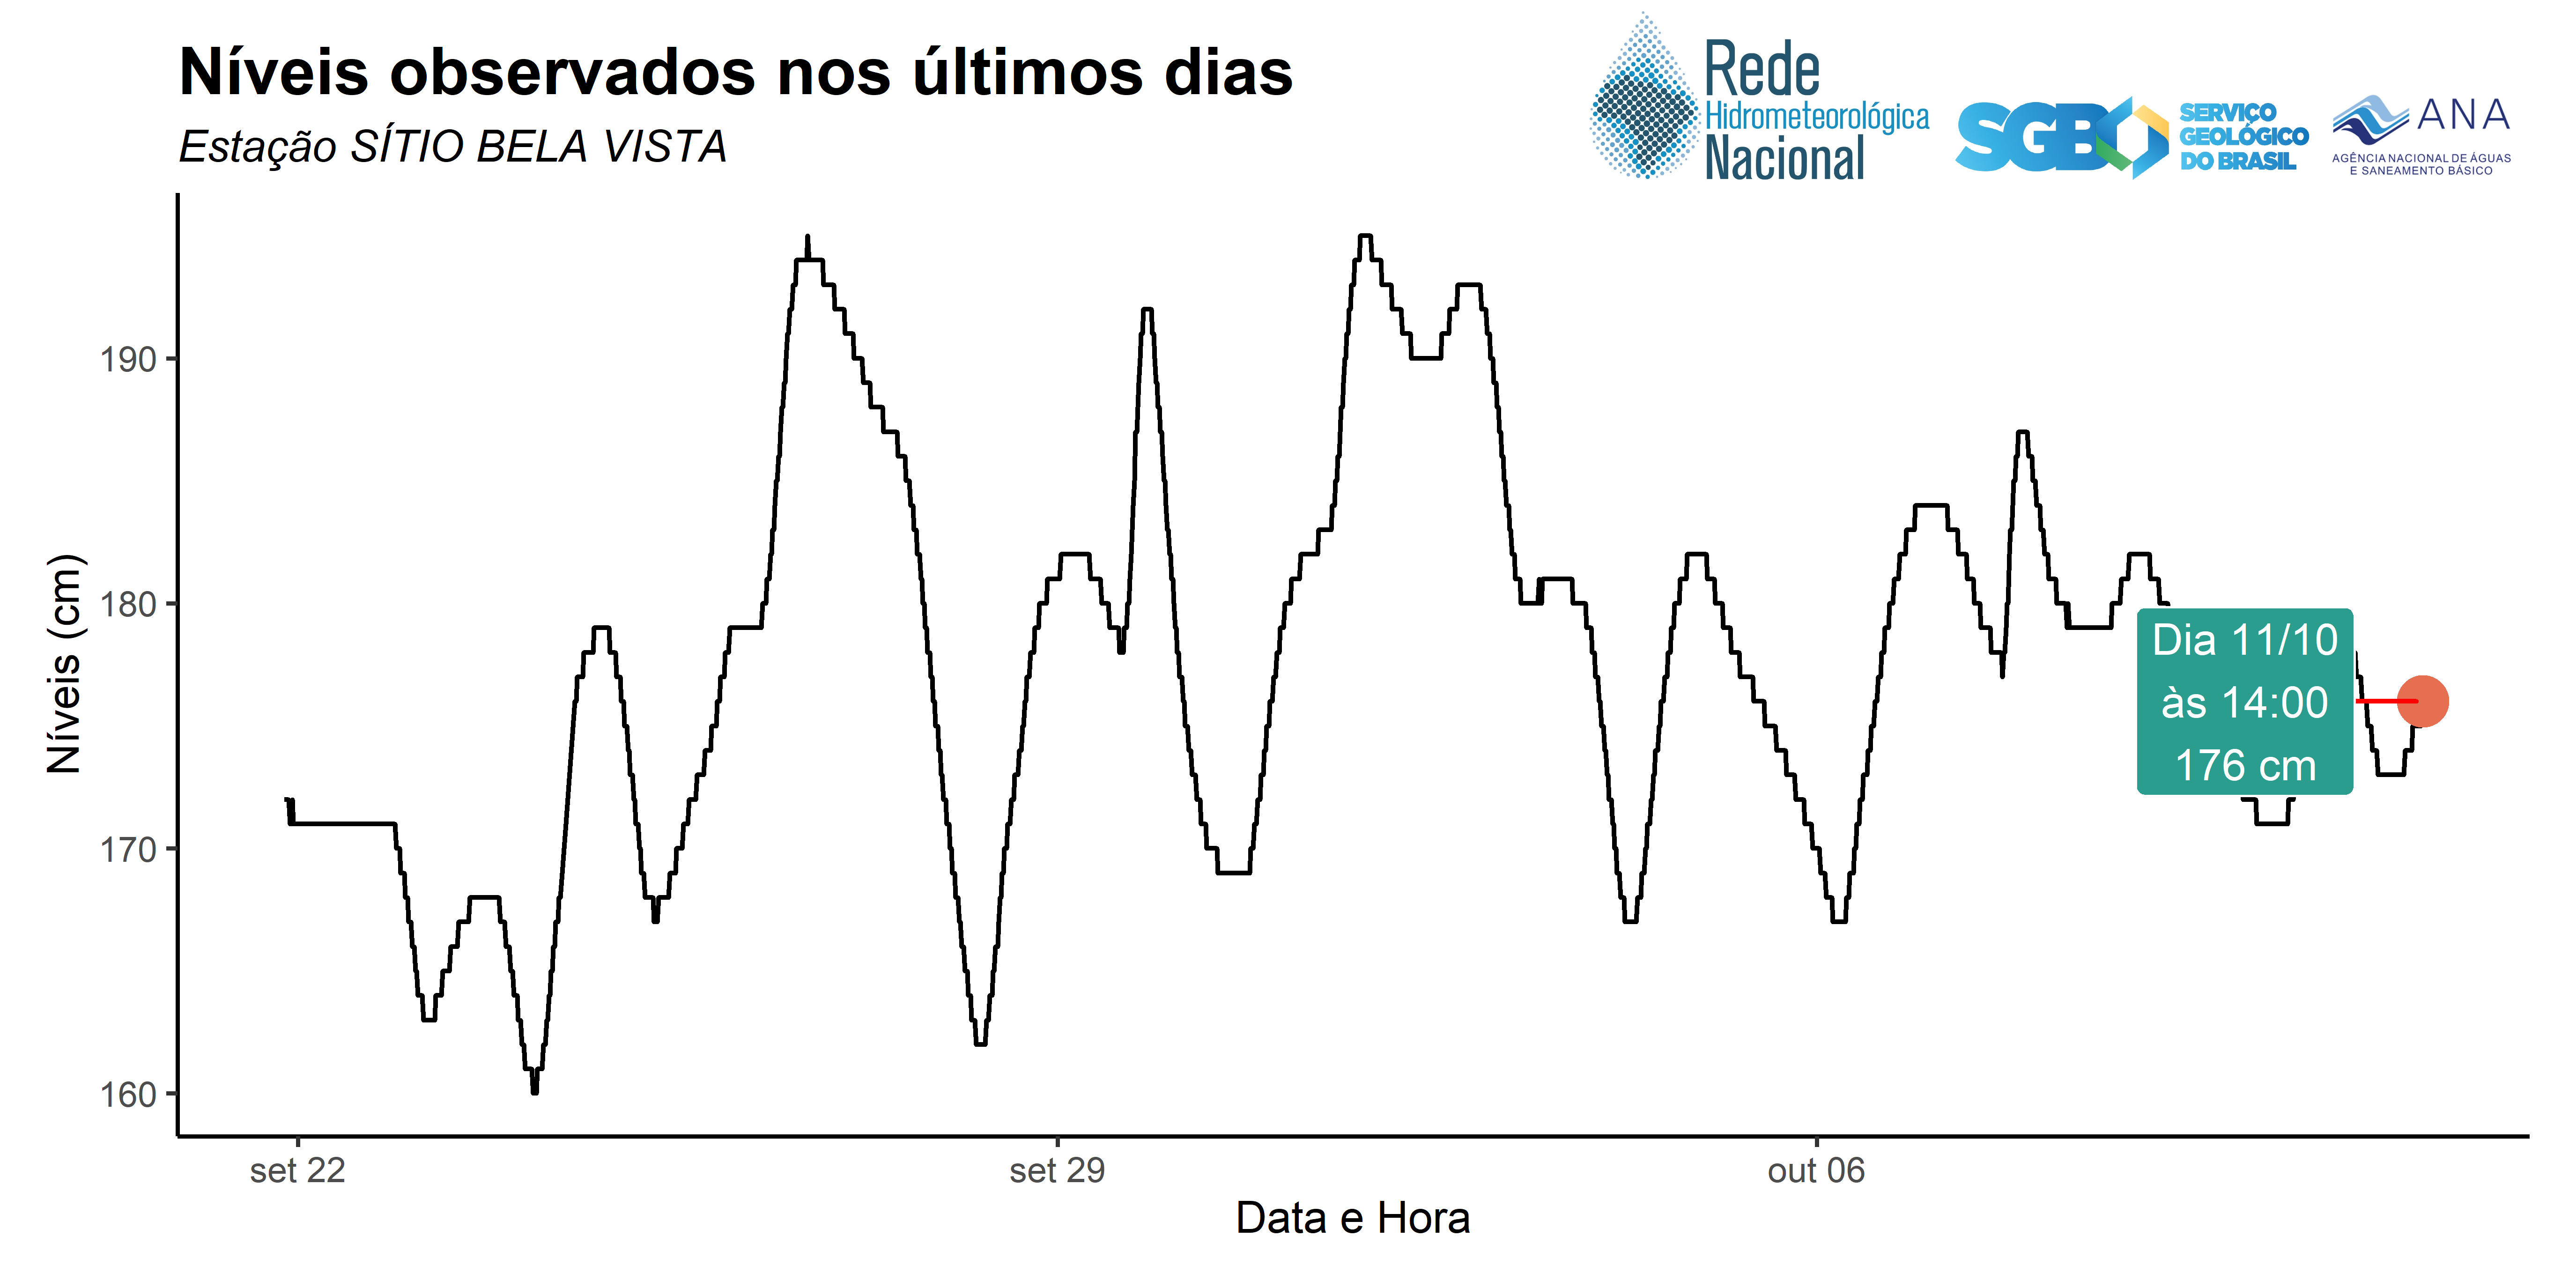 Níveis observados nos últimos dias
Estação SÍTIO BELA VISTA
Rede
Hidrometeorológica
Nacional
SGB
SERVIÇO
GEOLÓGICO
DO BRASIL
ANA
AGÊNCIA NACIONAL DE ÁGUAS
E SANEAMENTO BÁSICO
Níveis (cm)
190
180
170
160
Dia 11/10
às 14:00
176 cm
set 22
set 29
out 06
Data e Hora